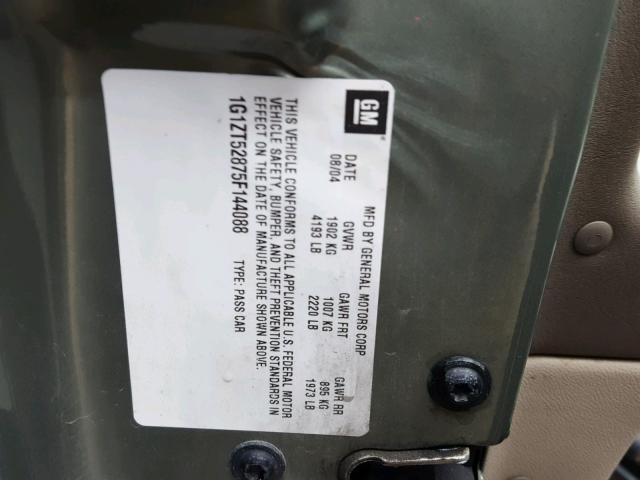 GM
MFD BY GENERAL MOTORS CORP
DATE GVWR GAWR FRT GAWR RR
08/04 1902 KG 1007 KG 895 KG
4193 LB 2220 LB 1973 LB
THIS VEHICLE CONFORMS TO ALL APPLICABLE U.S. FEDERAL MOTOR
VEHICLE SAFETY, BUMPER, AND THEFT PREVENTION STANDARDS IN
EFFECT ON THE DATE OF MANUFACTURE SHOWN ABOVE.
1G1ZT52875F144088 TYPE: PASS CAR